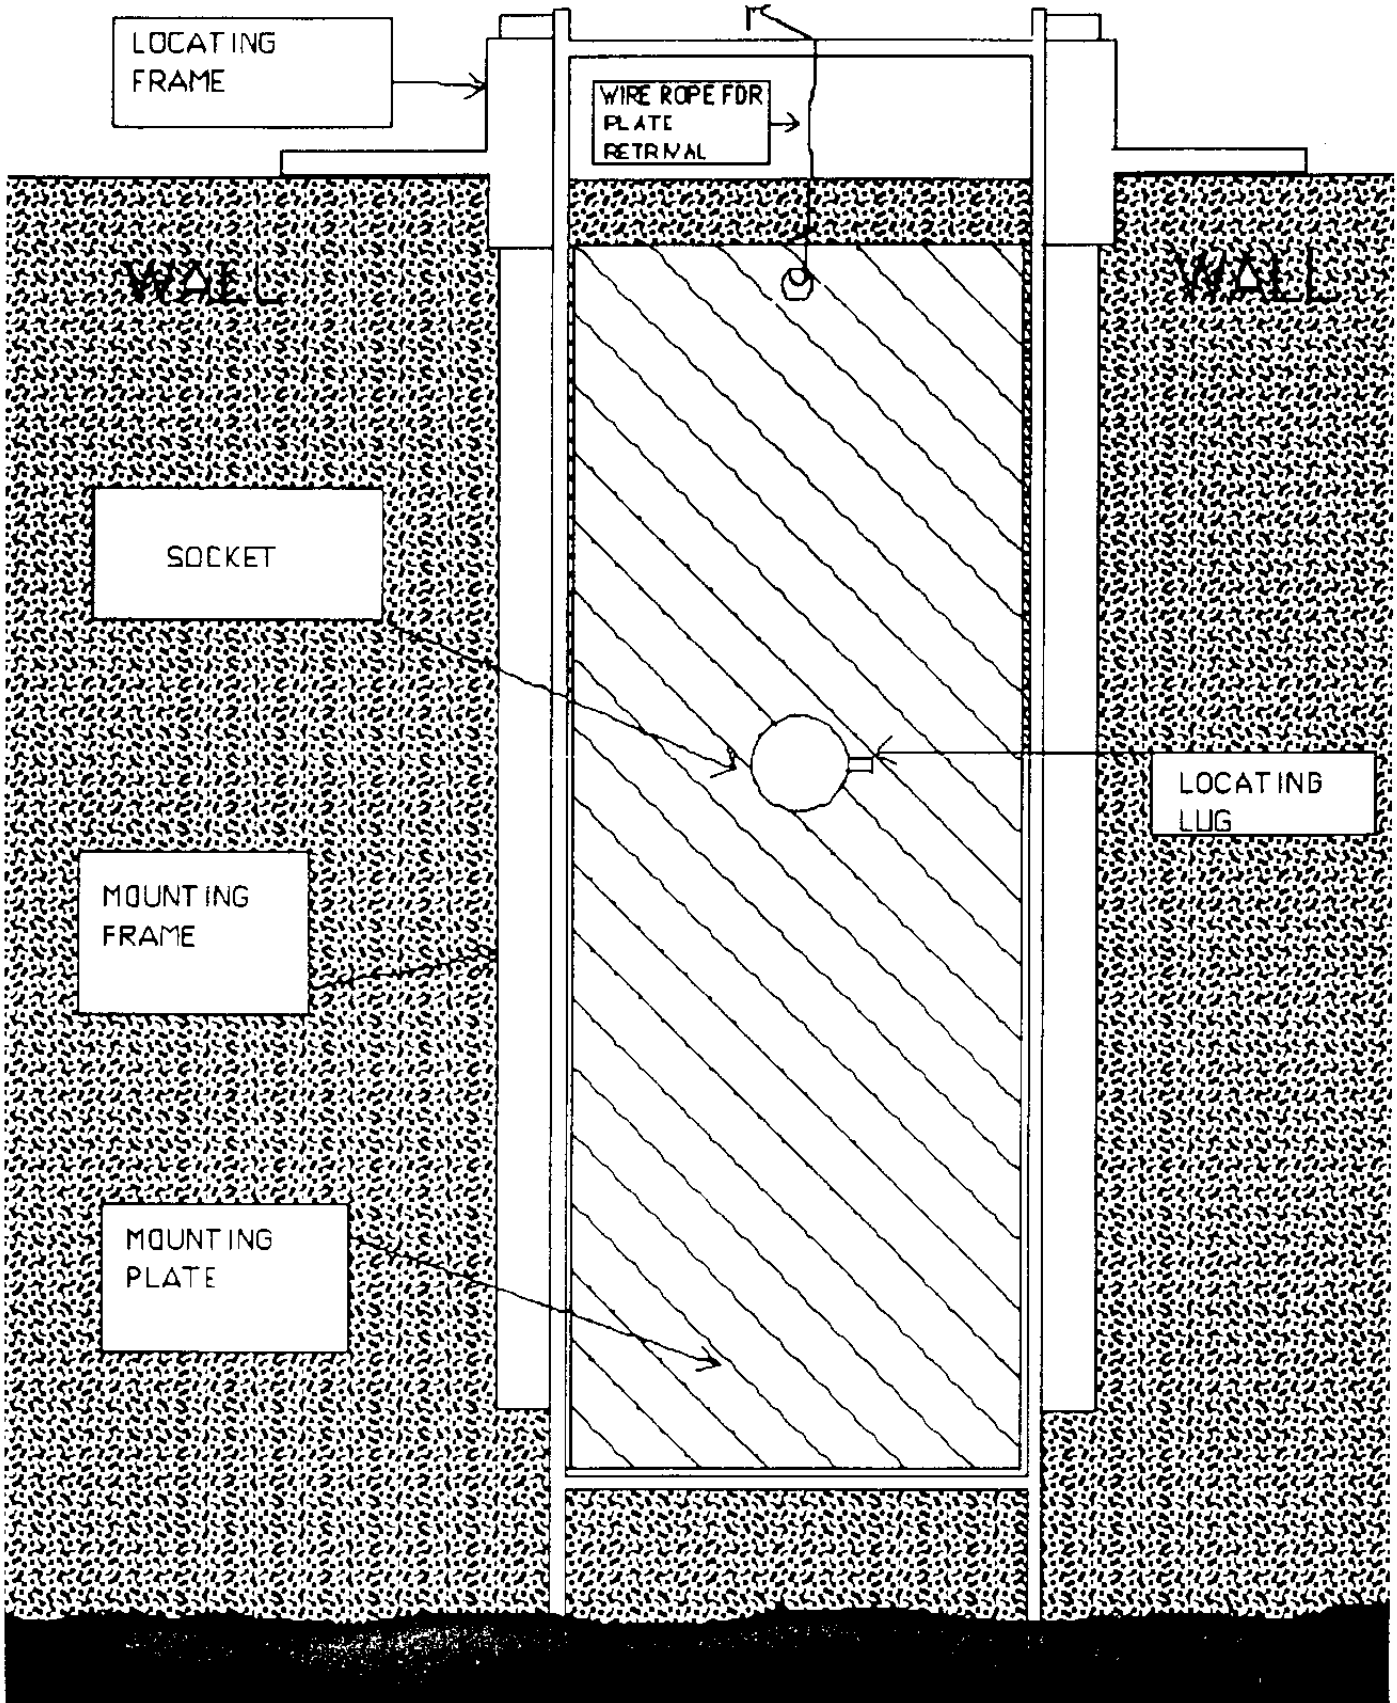 LOCATING
FRAME
WIRE ROPE FOR
PLATE
RETRIVAL
WALL
WALL
SOCKET
LOCATING
LUG
MOUNTING
FRAME
MOUNTING
PLATE